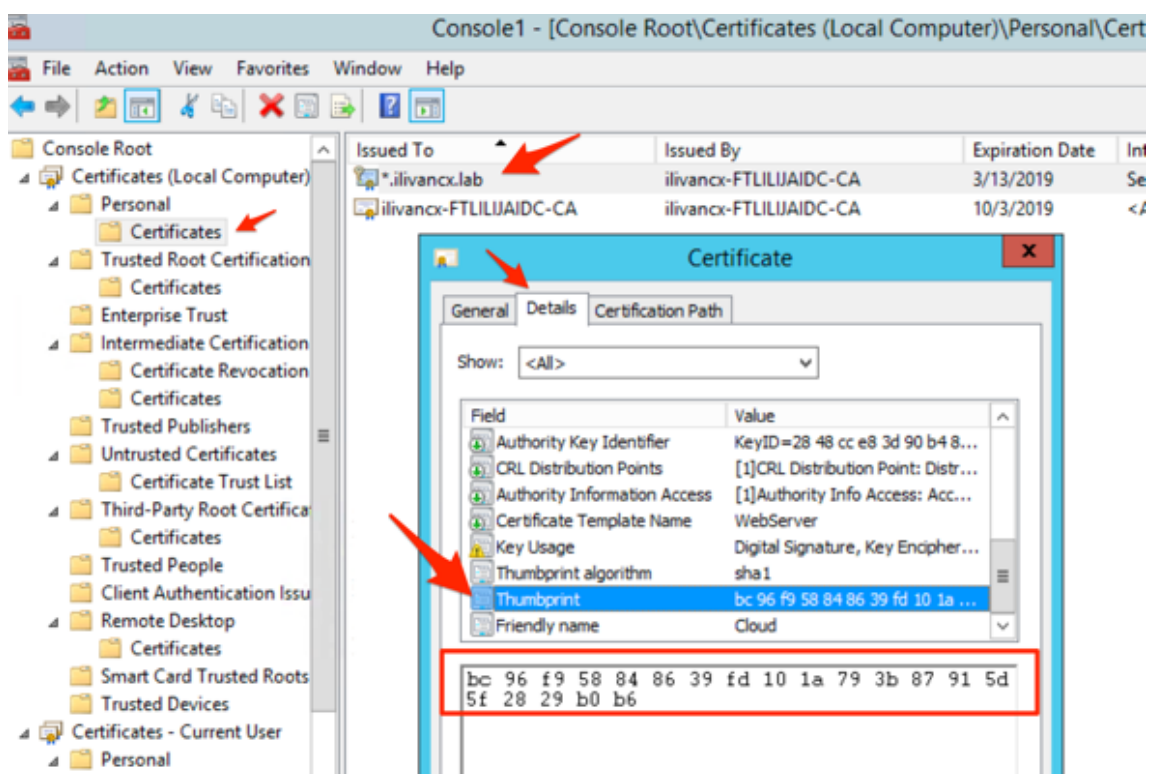 Console1 - [Console Root\Certificates (Local Computer)\Personal\Cert
File Action View Favorites Window Help
Console Root
Certificates (Local Computer)
Personal
Certificates
Trusted Root Certification
Certificates
Enterprise Trust
Intermediate Certification
Certificate Revocation
Certificates
Trusted Publishers
Untrusted Certificates
Certificate Trust List
Third-Party Root Certifica
Certificates
Trusted People
Client Authentication Issu
Remote Desktop
Certificates
Smart Card Trusted Roots
Trusted Devices
Certificates - Current User
Personal
Issued To Issued By Expiration Date Int
*.ilivancx.lab ilivancx-FTLILIJAIDC-CA 3/13/2019 Se
ilivancx-FTLILIJAIDC-CA ilivancx-FTLILIJAIDC-CA 10/3/2019 <A
Certificate
x
General Details Certification Path
Show: <All>
Field Value
Authority Key Identifier KeyID=28 48 cc e8 3d 90 b4 8...
CRL Distribution Points [1]CRL Distribution Point: Distr...
Authority Information Access [1]Authority Info Access: Acc...
Certificate Template Name WebServer
Key Usage Digital Signature, Key Encipher...
Thumbprint algorithm sha1
Thumbprint bc 96 f9 58 84 86 39 fd 10 1a ...
Friendly name Cloud
bc 96 f9 58 84 86 39 fd 10 1a 79 3b 87 91 5d
5f 28 29 b0 b6